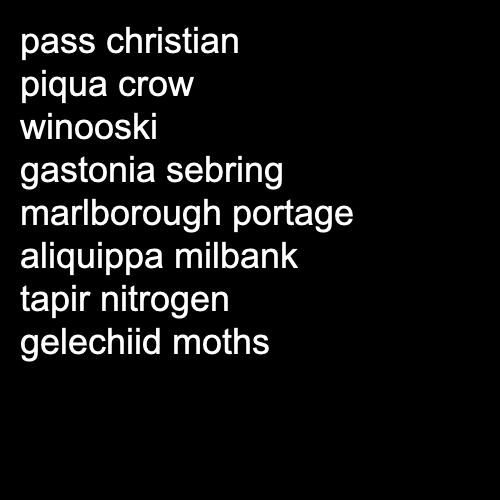 pass christian
piqua crow
winooski
gastonia sebring
marlborough portage
aliquippa milbank
tapir nitrogen
gelechiid moths